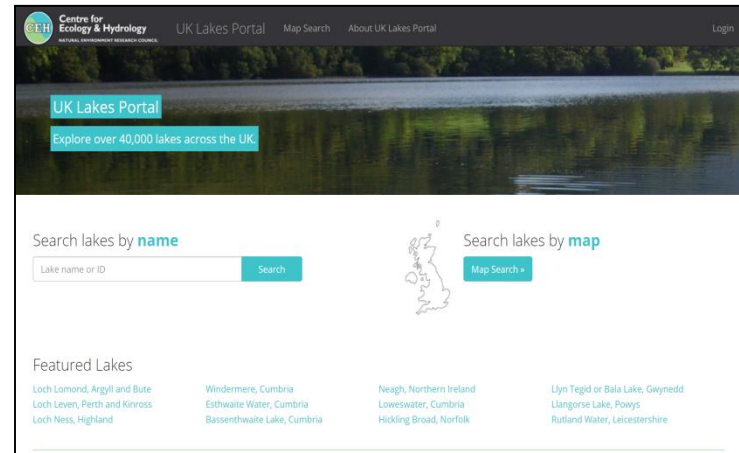 CEH
Centre for
Ecology & Hydrology
NATURAL ENVIRONMENT RESEARCH COUNCIL
UK Lakes Portal
Map Search
About UK Lakes Portal
Login
UK Lakes Portal
Explore over 40,000 lakes across the UK.
Search lakes by name
Lake name or ID
Search
Search lakes by map
Map Search »
Featured Lakes
Loch Lomond, Argyll and Bute
Loch Leven, Perth and Kinross
Loch Ness, Highland
Windermere, Cumbria
Esthwaite Water, Cumbria
Bassenthwaite Lake, Cumbria
Neagh, Northern Ireland
Loweswater, Cumbria
Hickling Broad, Norfolk
Llyn Tegid or Bala Lake, Gwynedd
Llangorse Lake, Powys
Rutland Water, Leicestershire